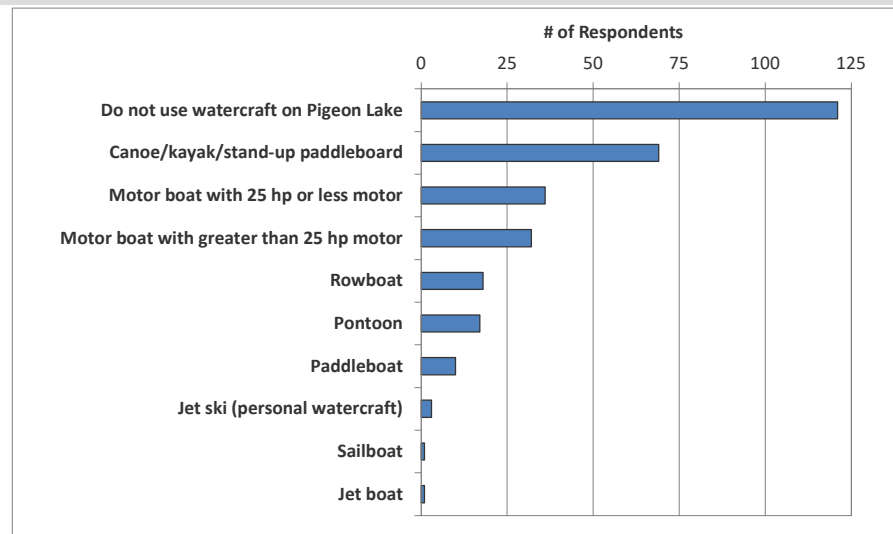 # of Respondents
0 25 50 75 100 125
Do not use watercraft on Pigeon Lake
Canoe/kayak/stand-up paddleboard
Motor boat with 25 hp or less motor
Motor boat with greater than 25 hp motor
Rowboat
Pontoon
Paddleboat
Jet ski (personal watercraft)
Sailboat
Jet boat